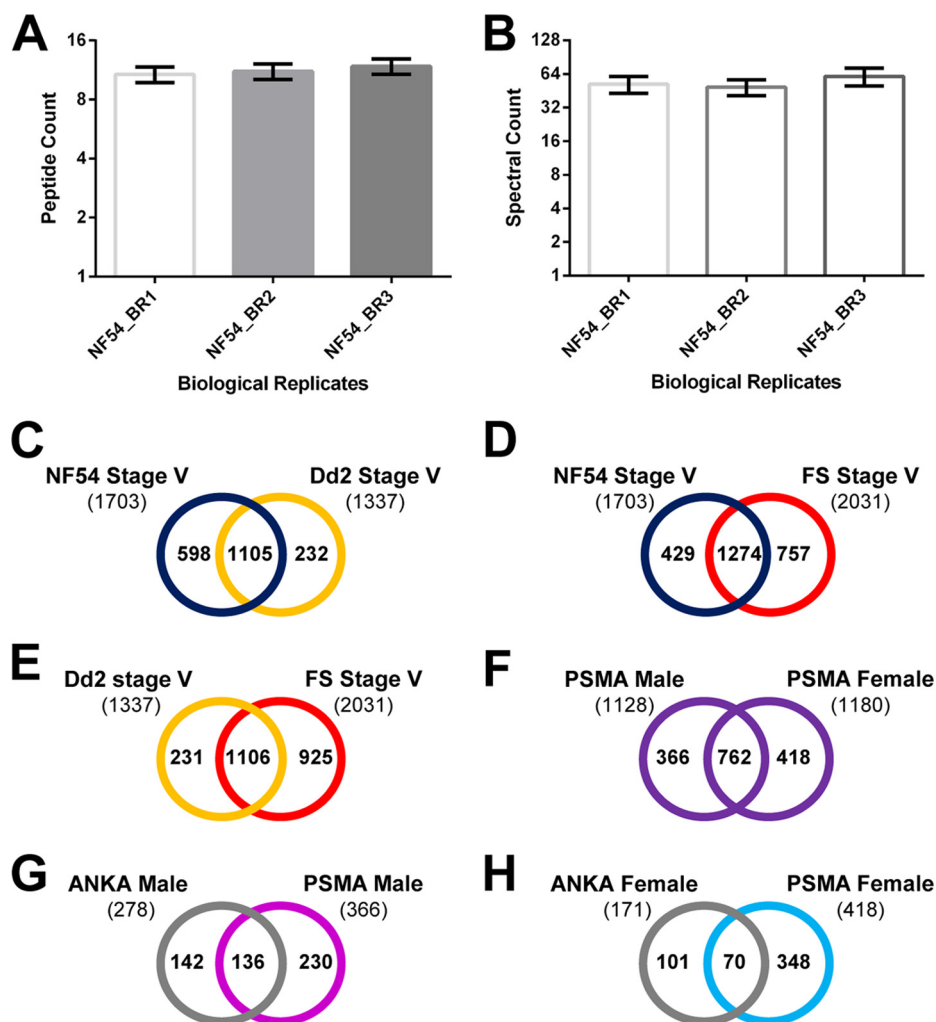 A
16
8
4
2
1
Peptide Count
NF54_BR1
NF54_BR2
NF54_BR3
Biological Replicates
B
128
64
32
16
8
4
2
1
Spectral Count
NF54_BR1
NF54_BR2
NF54_BR3
Biological Replicates
C
NF54 Stage V
(1703)
Dd2 Stage V
(1337)
598
1105
232
D
NF54 Stage V
(1703)
FS Stage V
(2031)
429
1274
757
E
Dd2 stage V
(1337)
FS Stage V
(2031)
231
1106
925
F
PSMA Male
(1128)
PSMA Female
(1180)
366
762
418
G
ANKA Male
(278)
PSMA Male
(366)
142
136
230
H
ANKA Female
(171)
PSMA Female
(418)
101
70
348